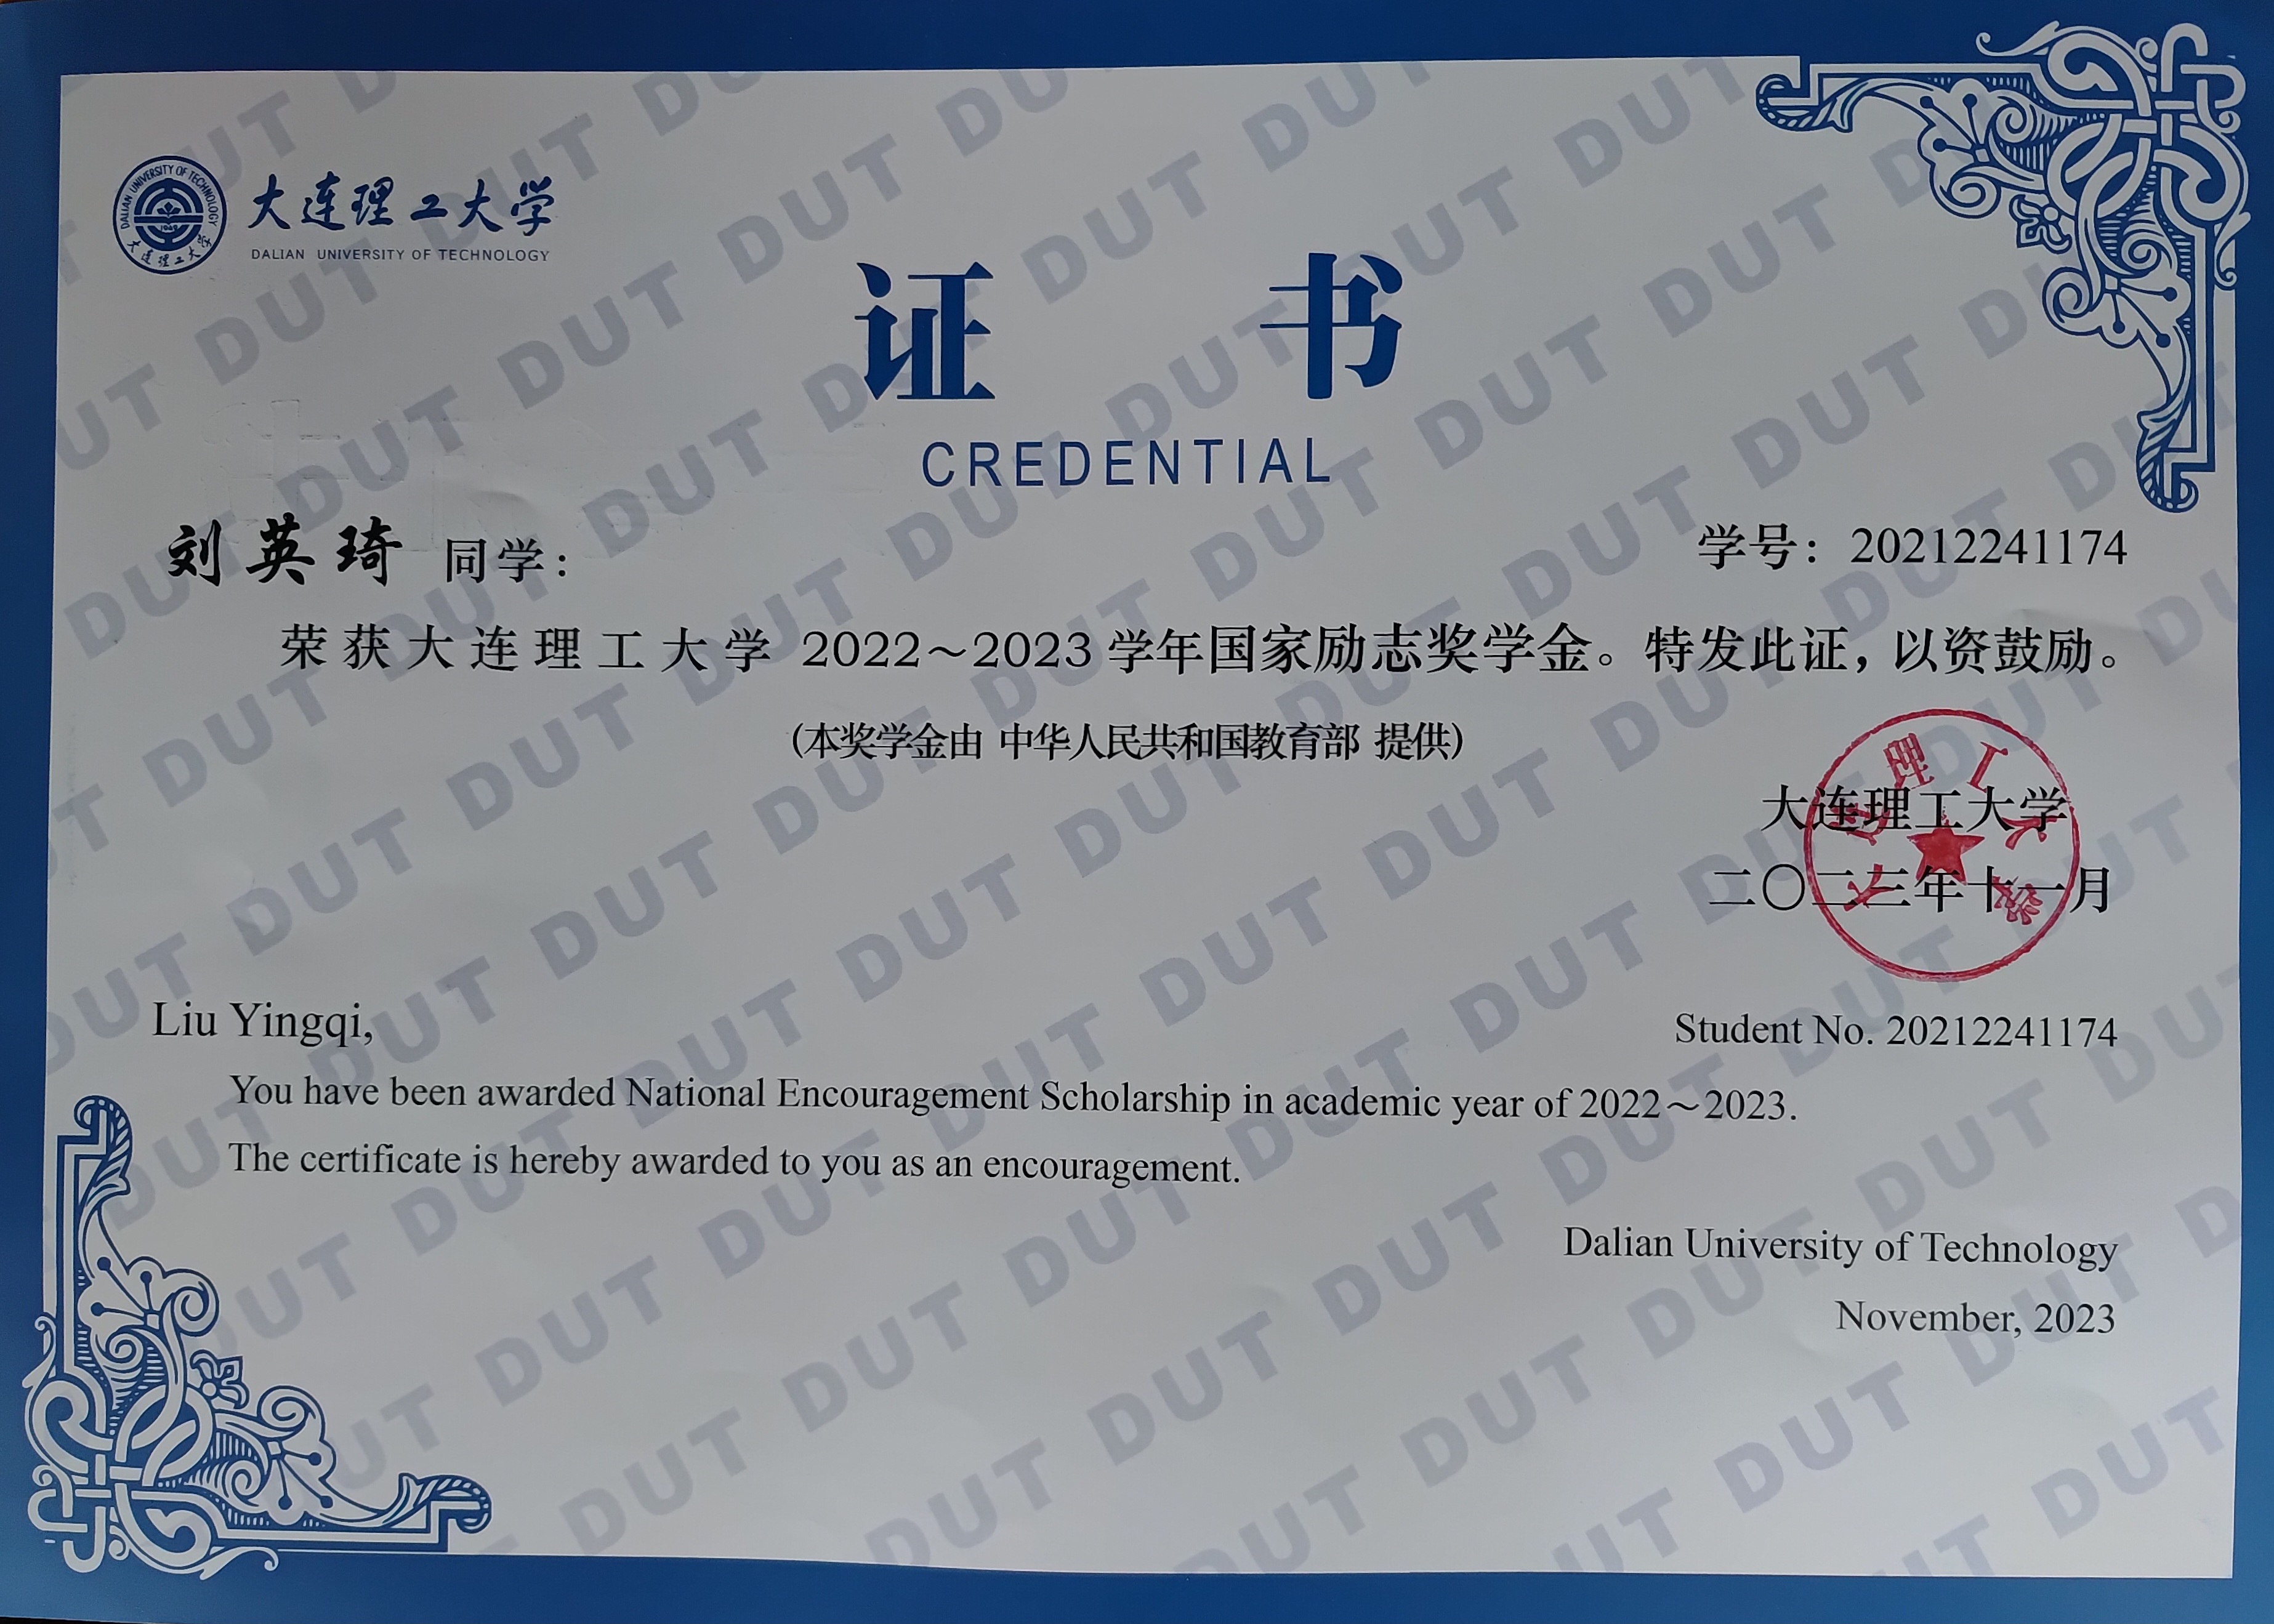 大连理工大学
DALIAN UNIVERSITY OF TECHNOLOGY
证 书
CREDENTIAL
刘英琦 同学：
学号：20212241174
荣获大连理工大学 2022～2023 学年国家励志奖学金。特发此证，以资鼓励。
(本奖学金由 中华人民共和国教育部 提供)
大连理工大学
二〇二三年十一月
大连理工大学
Liu Yingqi,
Student No. 20212241174
You have been awarded National Encouragement Scholarship in academic year of 2022～2023.
The certificate is hereby awarded to you as an encouragement.
Dalian University of Technology
November, 2023
DUT